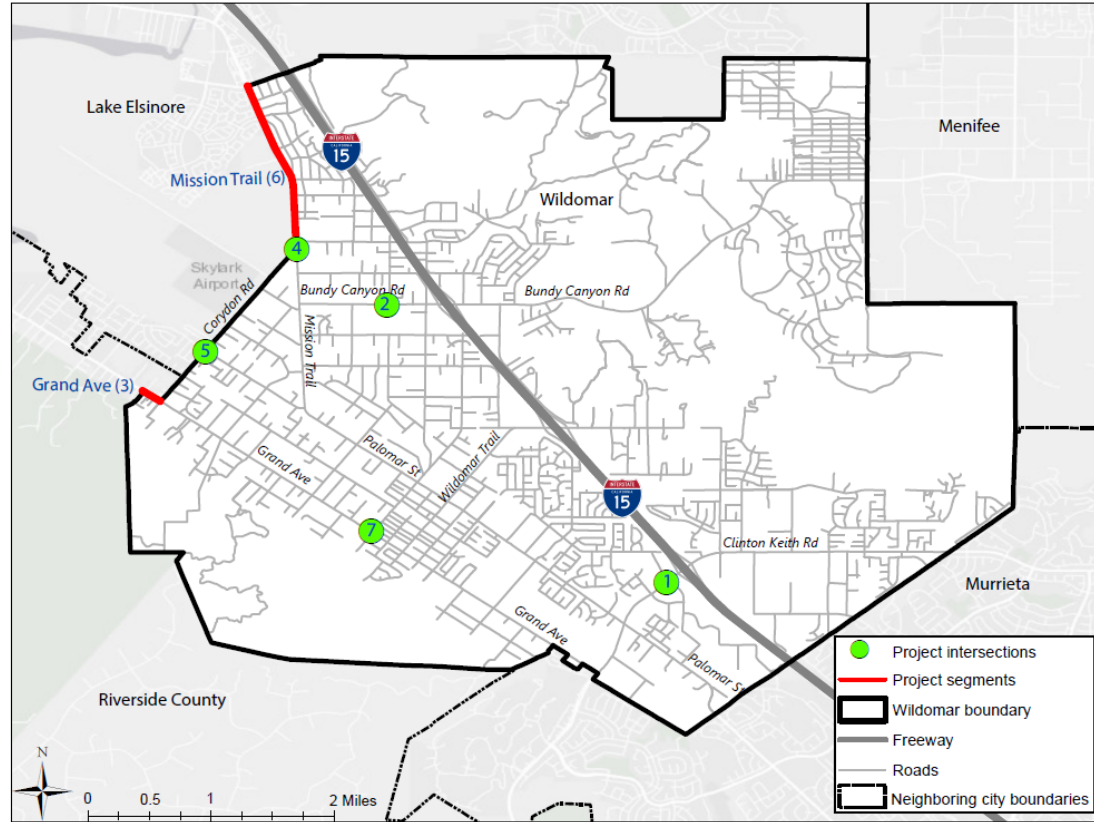 Lake Elsinore
Menifee
INTERSTATE
CALIFORNIA
15
Mission Trail (6)
Wildomar
4
Skylark
Airport
Corydon Rd
Bundy Canyon Rd
Bundy Canyon Rd
2
Mission Trail
5
Grand Ave (3)
Palomar St
Wildomar Trail
Grand Ave
INTERSTATE
CALIFORNIA
15
7
Clinton Keith Rd
1
Murrieta
Grand Ave
Palomar St
Riverside County
Project intersections
Project segments
Wildomar boundary
Freeway
Roads
Neighboring city boundaries
N
0 0.5 1 2 Miles